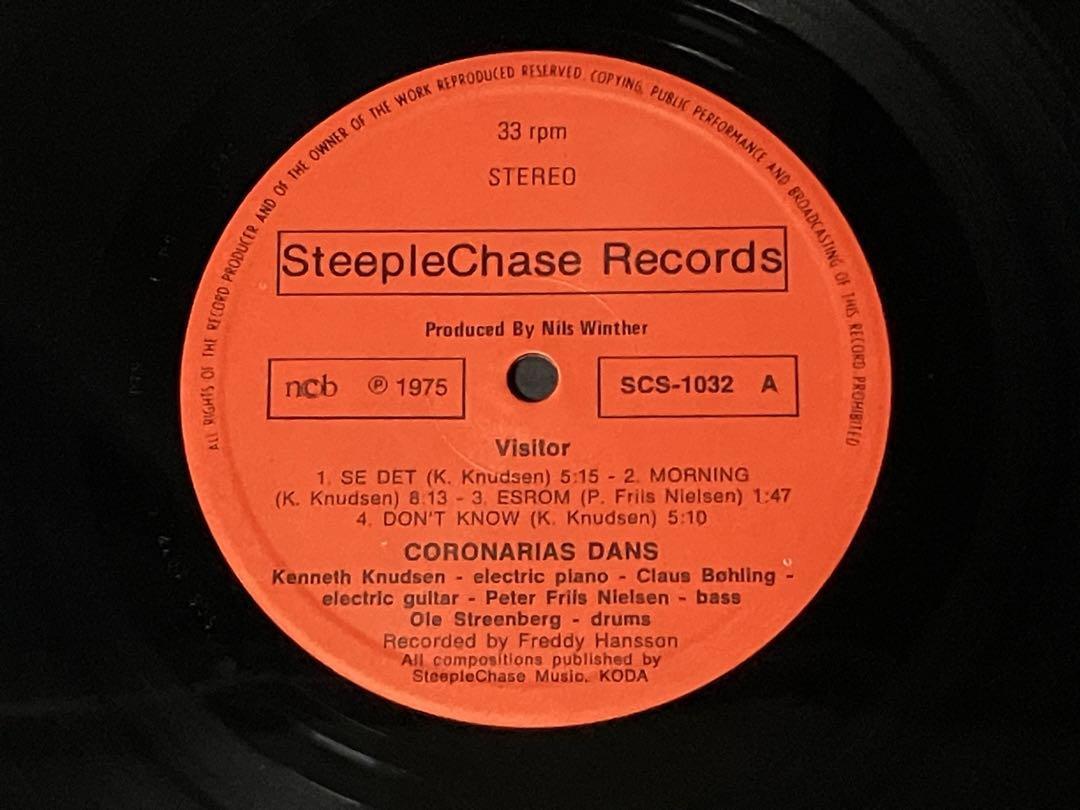 ALL RIGHTS OF THE RECORD PRODUCER AND OF THE OWNER OF THE WORK REPRODUCED RESERVED. COPYING, PUBLIC PERFORMANCE AND BROADCASTING OF THIS RECORD PROHIBITED
33 rpm
STEREO
SteepleChase Records
Produced By Nils Winther
ncb ℗ 1975
SCS-1032 A
Visitor
1. SE DET (K. Knudsen) 5:15 - 2. MORNING
(K. Knudsen) 8:13 - 3. ESROM (P. Friis Nielsen) 1:47
4. DON'T KNOW (K. Knudsen) 5:10
CORONARIAS DANS
Kenneth Knudsen - electric piano - Claus Bøhling -
electric guitar - Peter Friis Nielsen - bass
Ole Streenberg - drums
Recorded by Freddy Hansson
All compositions published by
SteepleChase Music, KODA